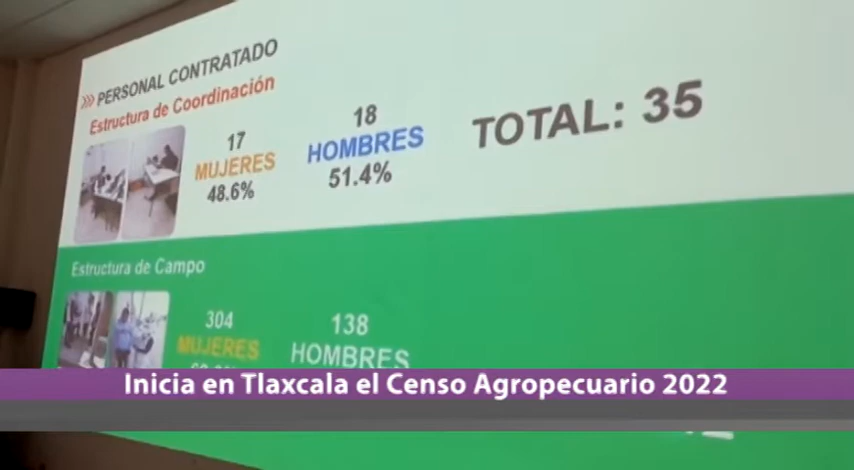 PERSONAL CONTRATADO
Estructura de Coordinación
17
MUJERES
48.6%
18
HOMBRES
51.4%
TOTAL: 35
Estructura de Campo
304
MUJERES
138
HOMBRES
Inicia en Tlaxcala el Censo Agropecuario 2022